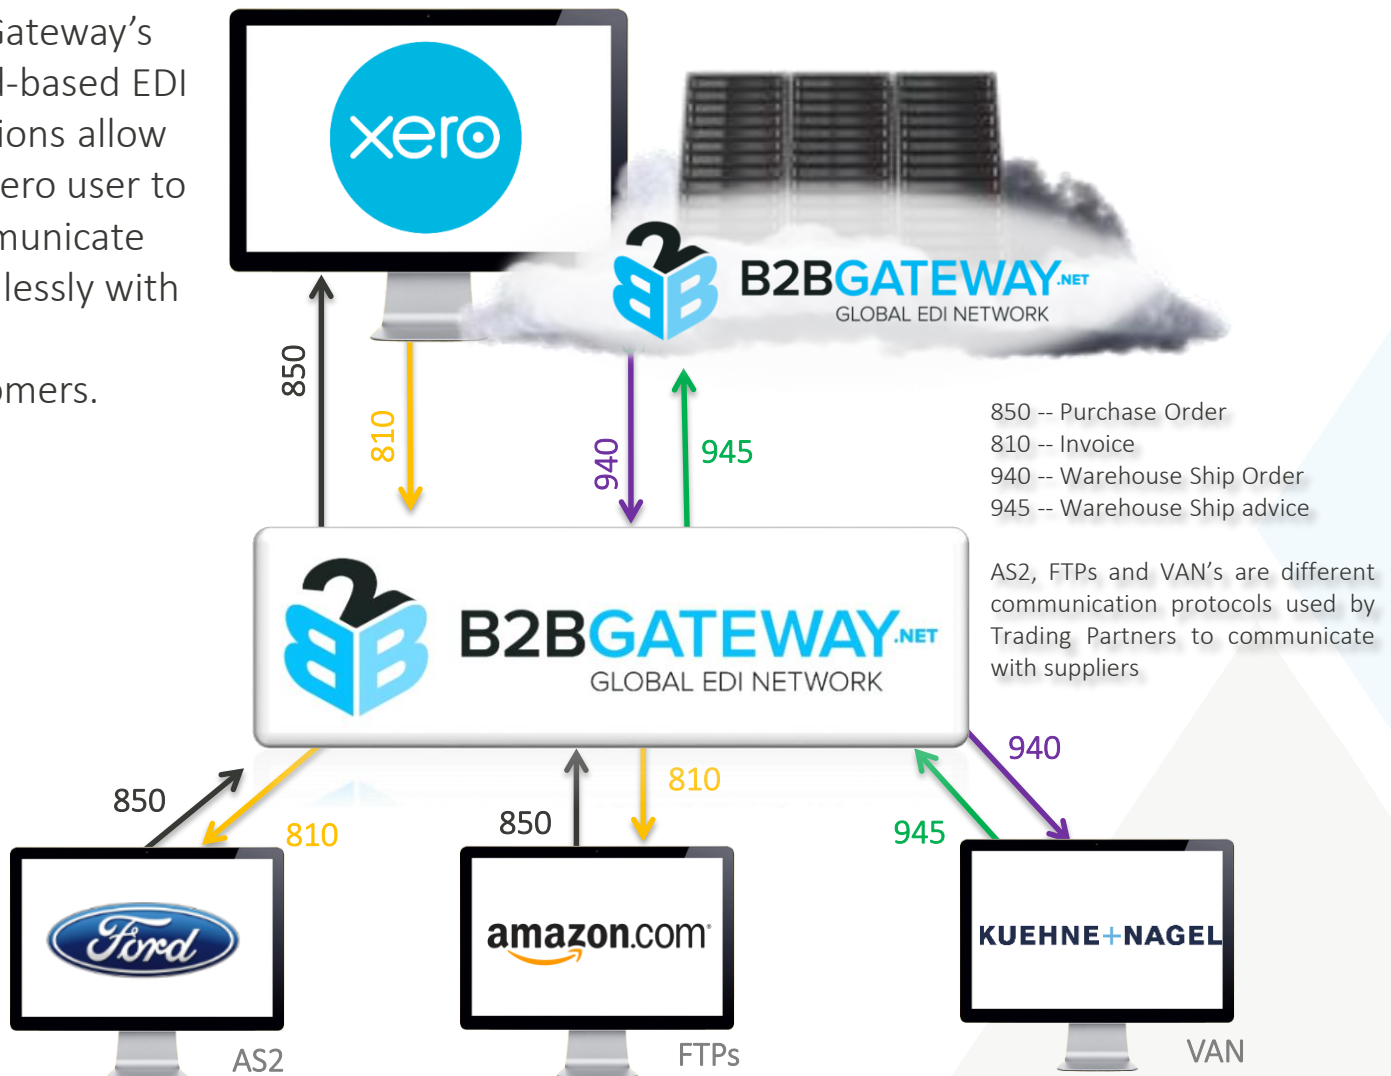 Gateway's
d-based EDI
tions allow
ero user to
municate
lessly with
omers.
xero
B2BGATEWAY.NET
GLOBAL EDI NETWORK
850
810
940
945
850 -- Purchase Order
810 -- Invoice
940 -- Warehouse Ship Order
945 -- Warehouse Ship advice
AS2, FTPs and VAN's are different
communication protocols used by
Trading Partners to communicate
with suppliers
2BB
B2BGATEWAY.NET
GLOBAL EDI NETWORK
850
810
850
810
945
940
Ford
amazon.com
KUEHNE+NAGEL
AS2
FTPs
VAN